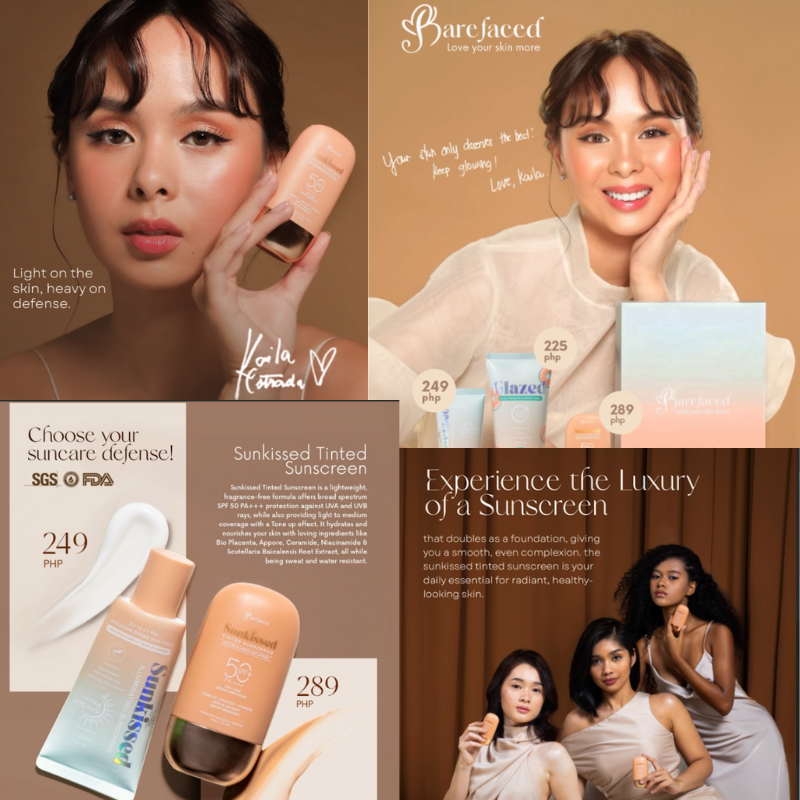 Sunkissed
50
Light on the
skin, heavy on
defense.
Kaila
Estrada
Barefaced
Love your skin more
Your skin only deserves the best!
Keep glowing!
Love, Kaila
225
php
249
php
Glazed
289
php
Barefaced
Choose your
suncare defense!
SGS FDA
249
PHP
Sunkissed Tinted
Sunscreen
Sunkissed Tinted Sunscreen is a lightweight,
fragrance-free formula offers broad spectrum
SPF 50 PA+++ protection against UVA and UVB
rays, while also providing light to medium
coverage with a Tone up effect. It hydrates and
nourishes your skin with loving ingredients like
Bio Placenta, Appore, Ceramide, Niacinamide &
Scutellaria Baicalensis Root Extract, all while
being sweat and water resistant.
Sunkissed
Barefaced
Sunkissed
TINTED SUNSCREEN
50
289
PHP
Experience the Luxury
of a Sunscreen
that doubles as a foundation, giving
you a smooth, even complexion. the
sunkissed tinted sunscreen is your
daily essential for radiant, healthy-
looking skin.